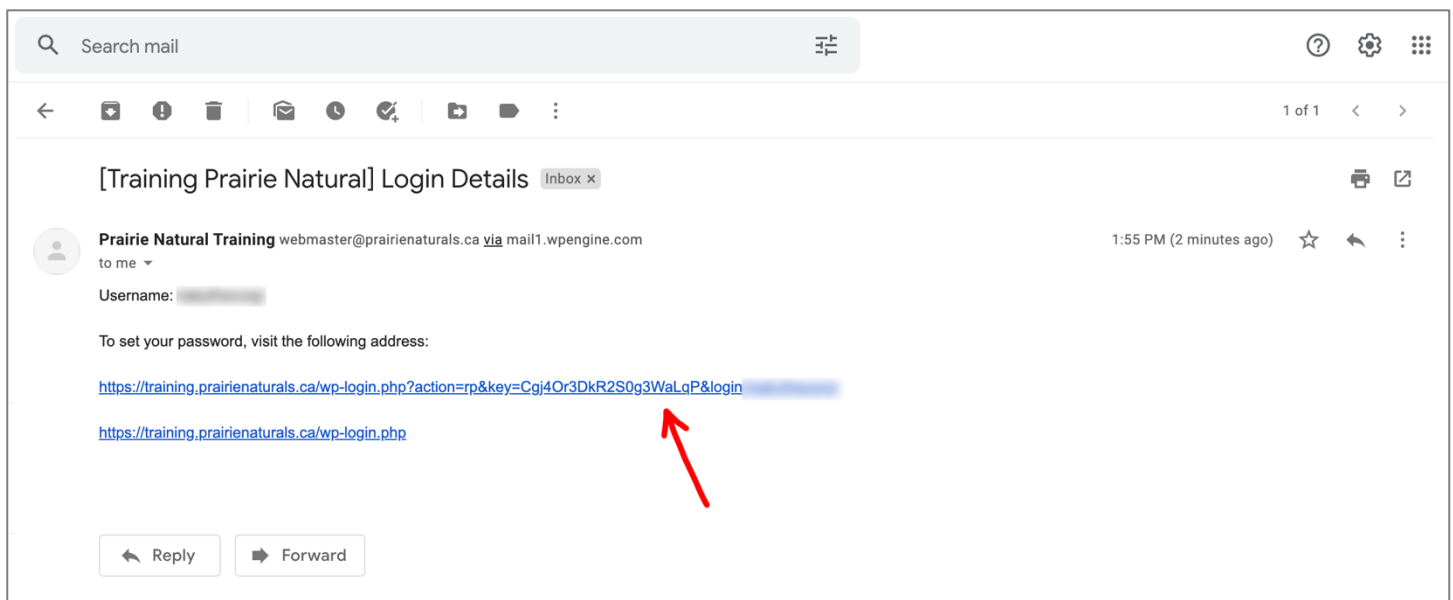 Search mail
1 of 1
[Training Prairie Natural] Login Details Inbox ×
Prairie Natural Training webmaster@prairienaturals.ca via mail1.wpengine.com 1:55 PM (2 minutes ago)
to me
Username:
To set your password, visit the following address:
https://training.prairienaturals.ca/wp-login.php?action=rp&key=Cgj4Or3DkR2S0g3WaLqP&login
https://training.prairienaturals.ca/wp-login.php
Reply Forward